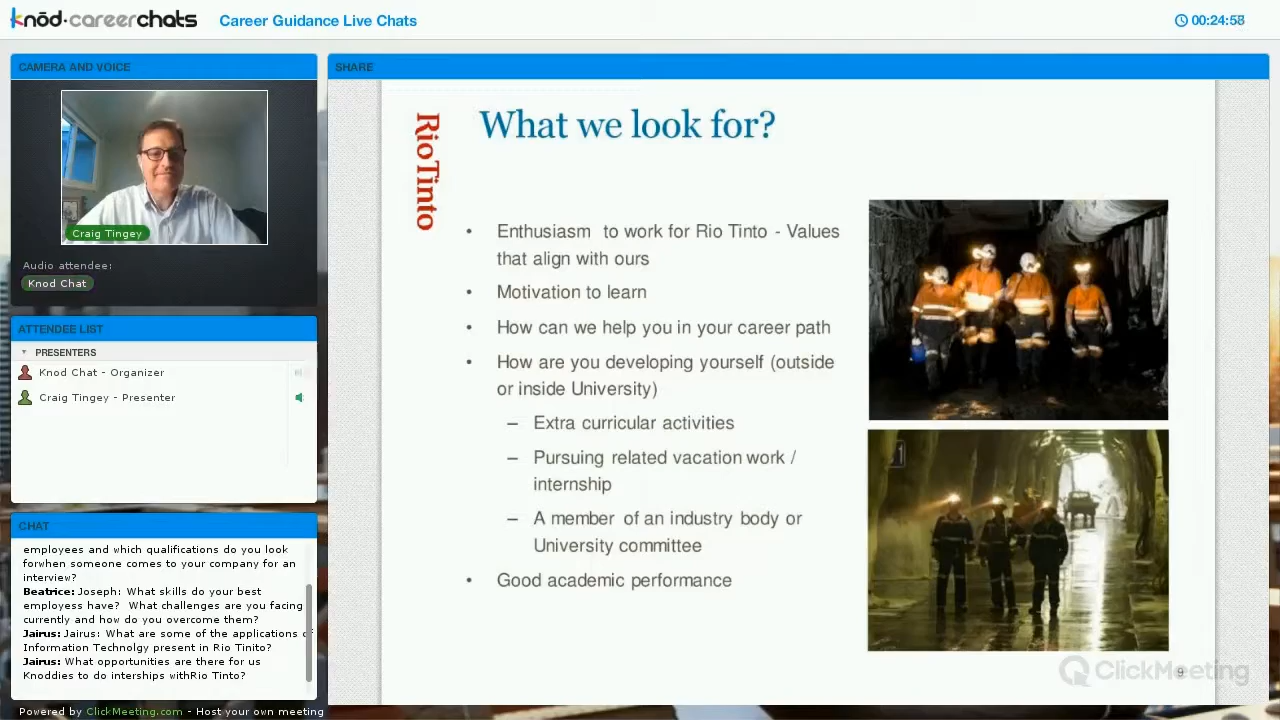 knōd·careerchats
Career Guidance Live Chats
00:24:58
CAMERA AND VOICE
Craig Tingey
Audio attendee:
Knod Chat
ATTENDEE LIST
PRESENTERS
Knod Chat - Organizer
Craig Tingey - Presenter
CHAT
employees and which qualifications do you look
forwhen someone comes to your company for an
interview?
Beatrice: Joseph: What skills do your best
employess have? What challenges are you facing
currently and how do you overcome them?
Jairus: Jairus: What are some of the applications of
Information Technolgy present in Rio Tinito?
Jairus: What opportunities are there for us
Knoddies to do interships withRio Tinto?
Powered by ClickMeeting.com - Host your own meeting
SHARE
RioTinto
What we look for?
• Enthusiasm to work for Rio Tinto - Values
that align with ours
• Motivation to learn
• How can we help you in your career path
• How are you developing yourself (outside
or inside University)
– Extra curricular activities
– Pursuing related vacation work /
internship
– A member of an industry body or
University committee
• Good academic performance
1
ClickMeeting
9